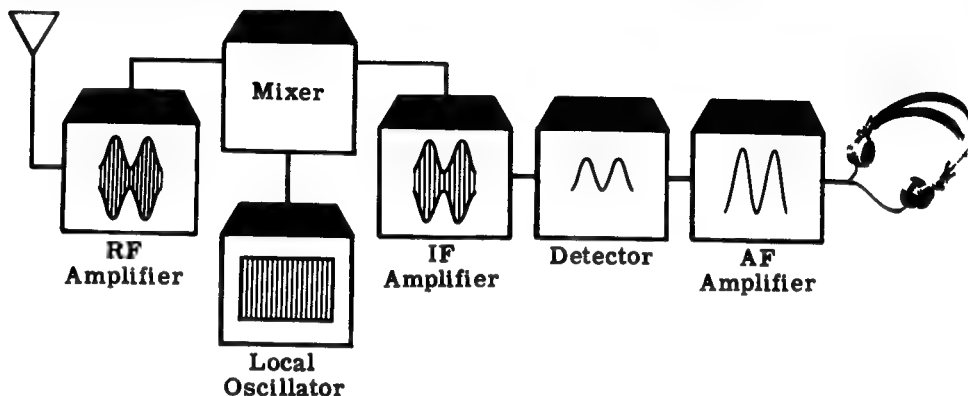 Mixer
RF
Amplifier
Local
Oscillator
IF
Amplifier
Detector
AF
Amplifier